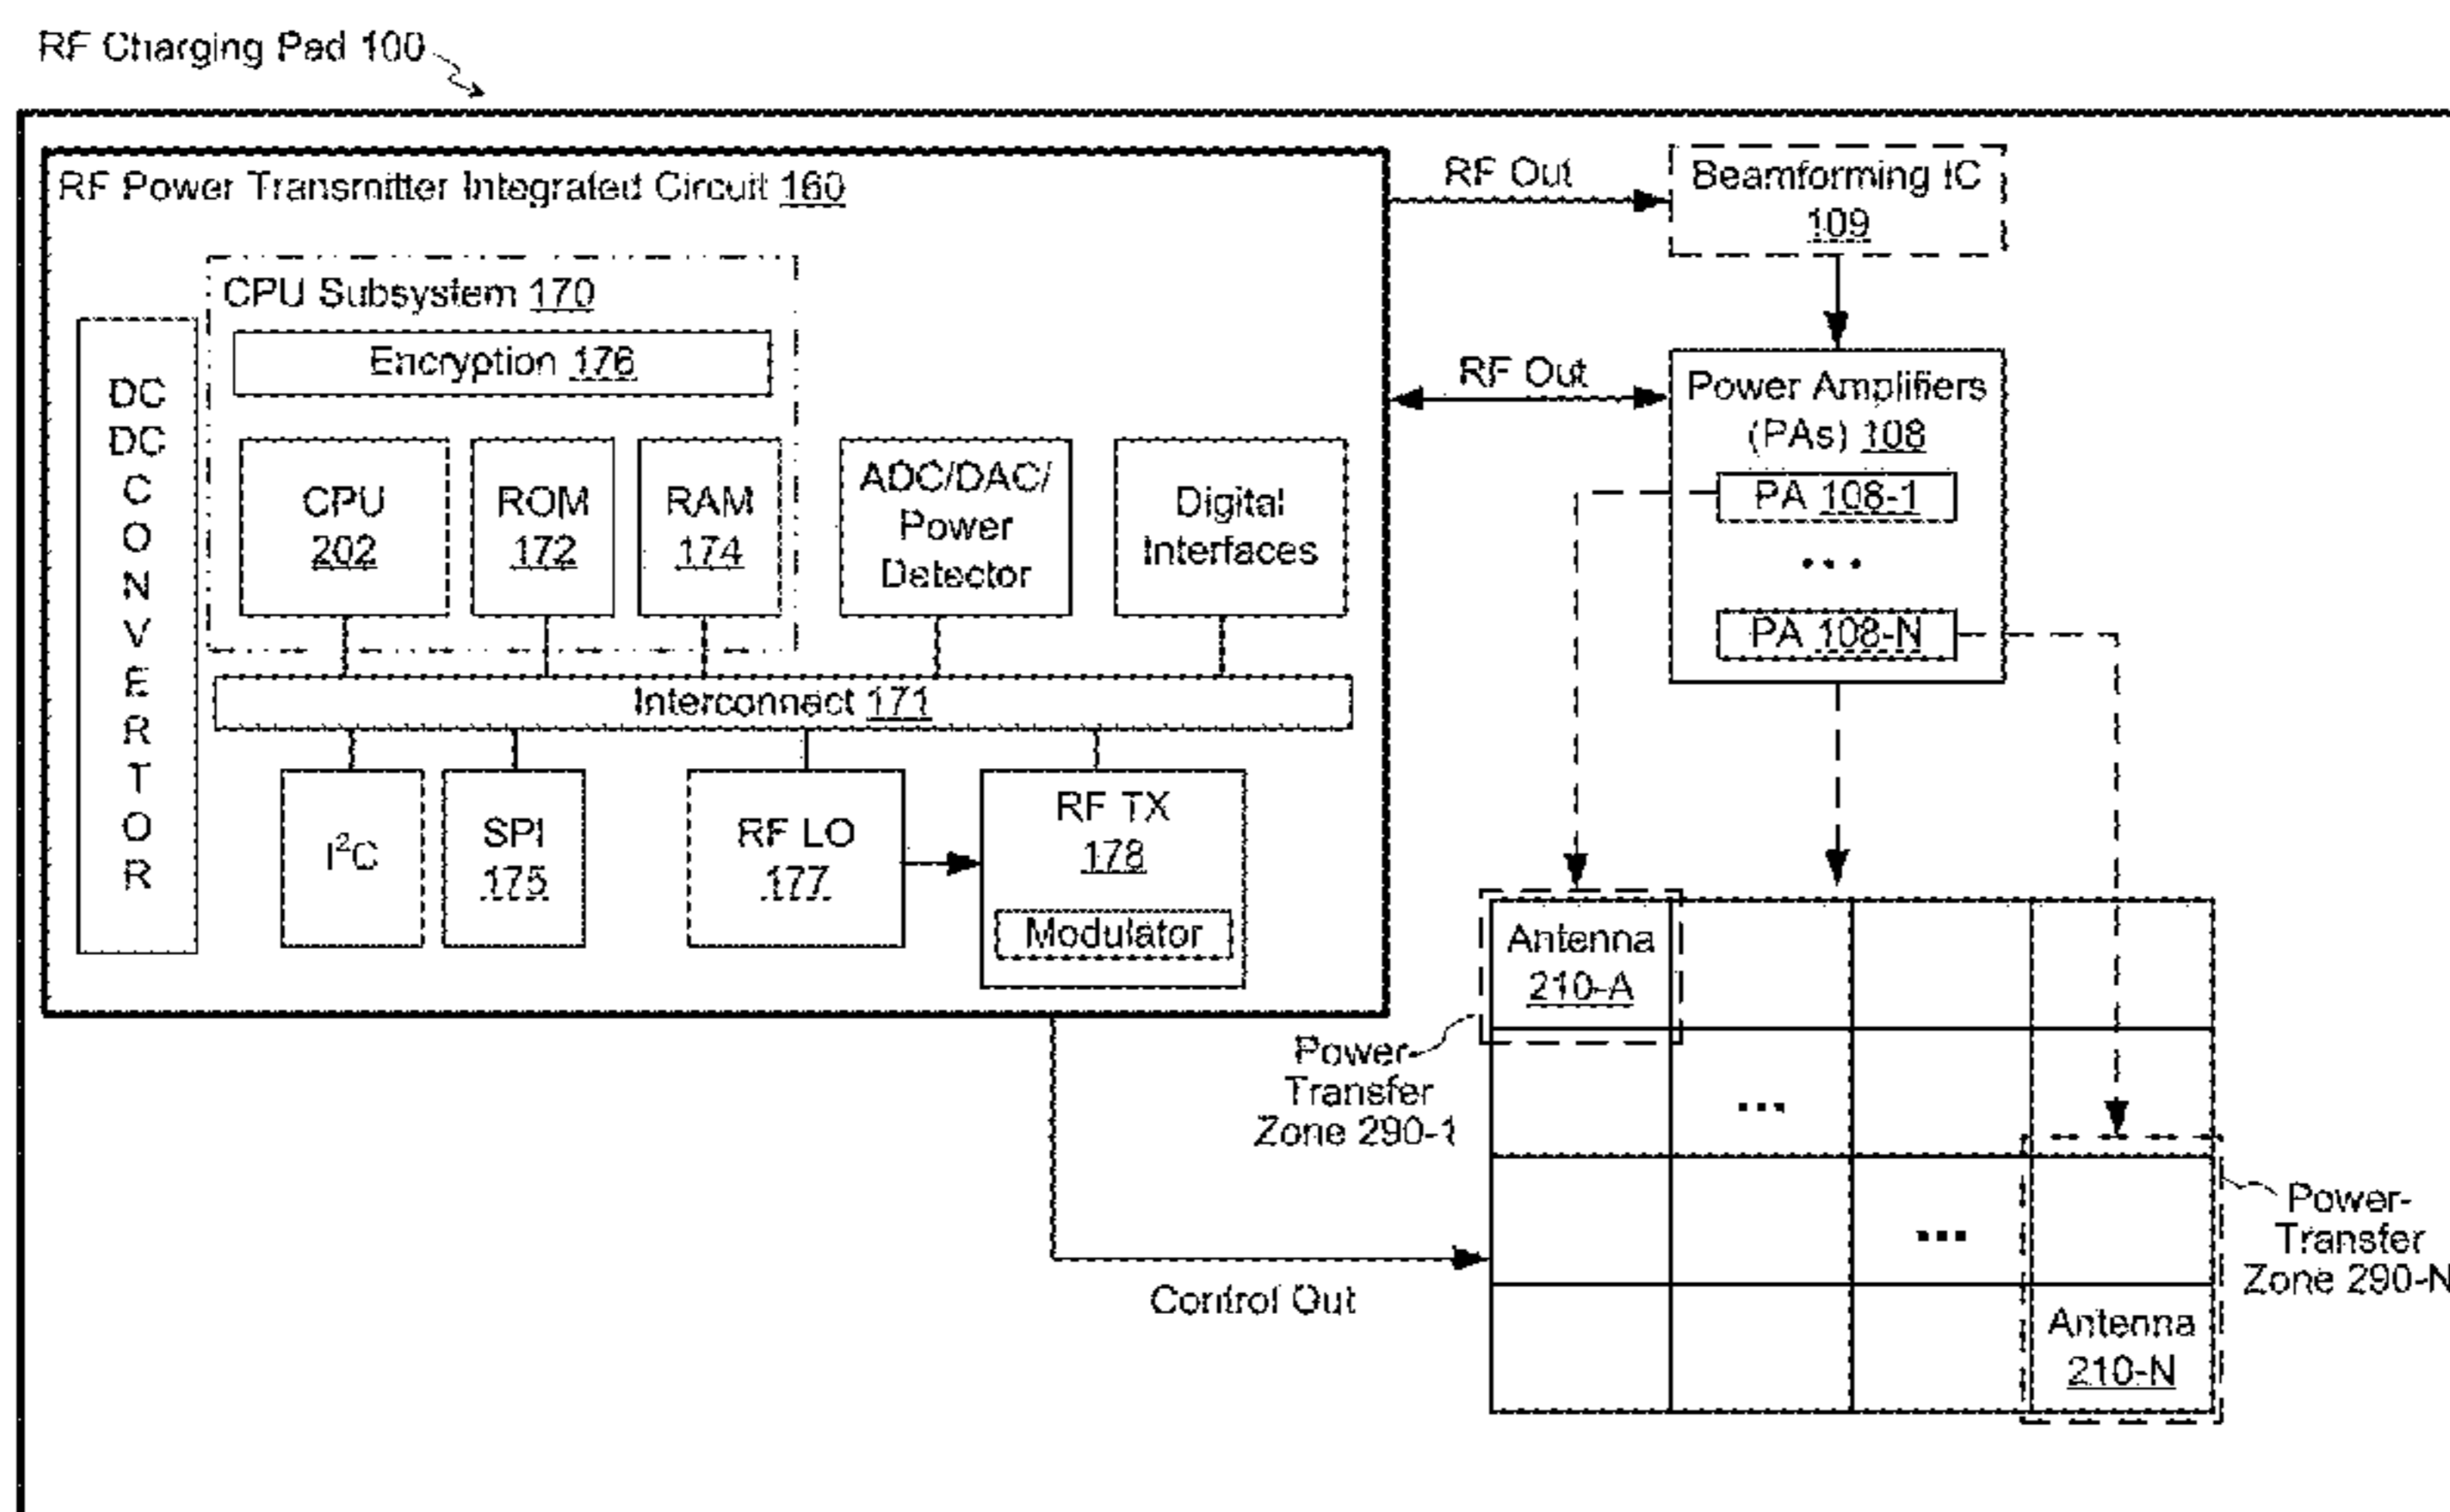 RF Charging Pad 100
RF Power Transmitter Integrated Circuit 160
CPU Subsystem 170
Encryption 176
DC
DC
C
O
N
V
E
R
T
O
R
CPU
202
ROM
172
RAM
174
ADC/DAC/
Power
Detector
Digital
Interfaces
Interconnect 171
I²C
SPI
175
RF LO
177
RF TX
178
Modulator
RF Out
Beamforming IC
109
RF Out
Power Amplifiers
(PAs) 108
PA 108-1
...
PA 108-N
Antenna
210-A
Power-
Transfer
Zone 290-1
...
...
Power-
Transfer
Zone 290-N
Antenna
210-N
Control Out